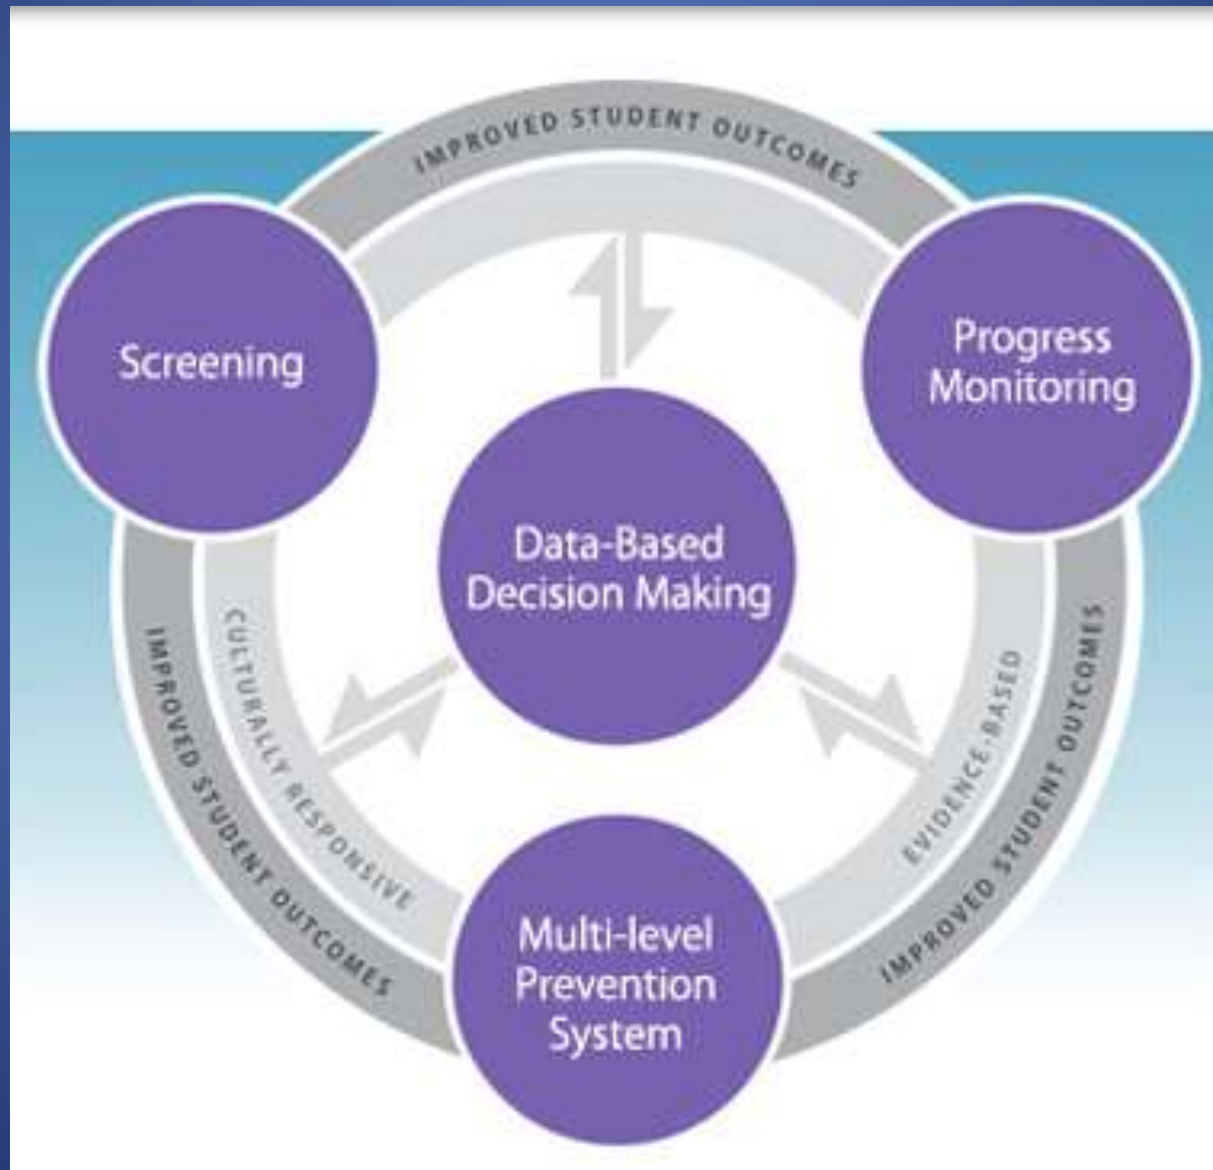 IMPROVED STUDENT OUTCOMES
Screening
Progress
Monitoring
Data-Based
Decision Making
CULTURALLY RESPONSIVE
IMPROVED STUDENT OUTCOMES
EVIDENCE-BASED
IMPROVED STUDENT OUTCOMES
Multi-level
Prevention
System